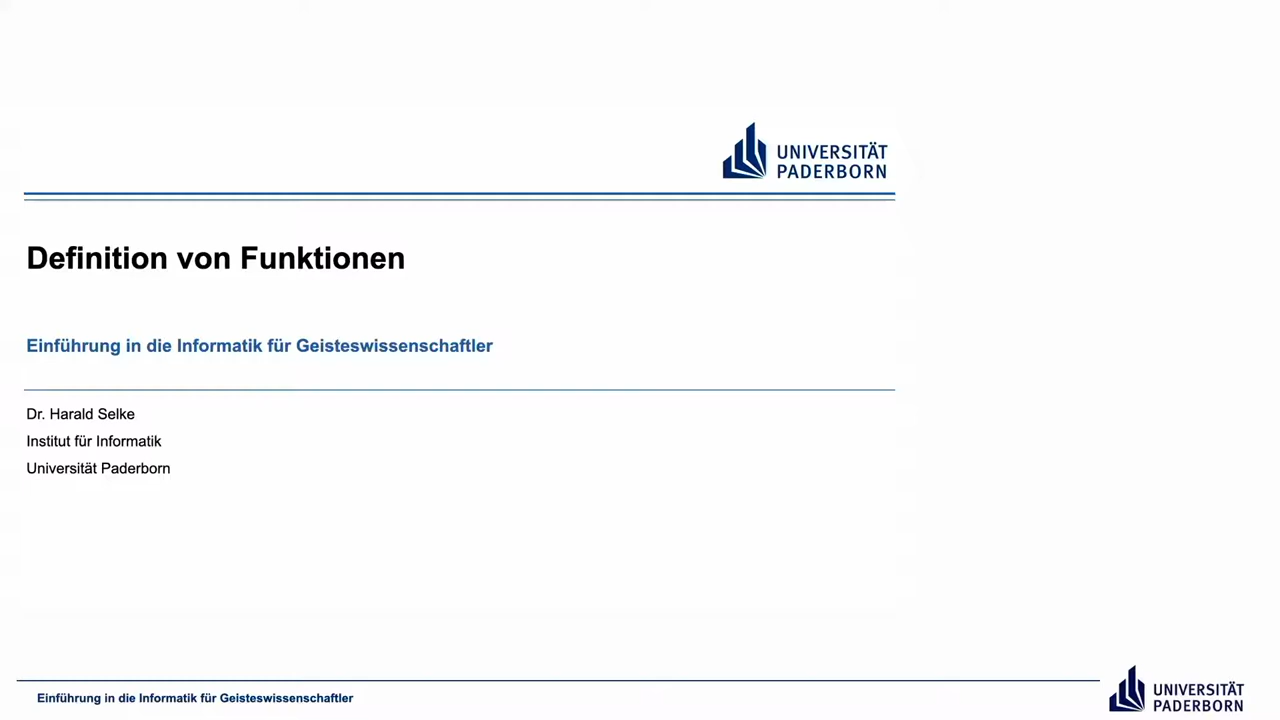 UNIVERSITÄT
PADERBORN
Definition von Funktionen
Einführung in die Informatik für Geisteswissenschaftler
Dr. Harald Selke
Institut für Informatik
Universität Paderborn
Einführung in die Informatik für Geisteswissenschaftler
UNIVERSITÄT
PADERBORN